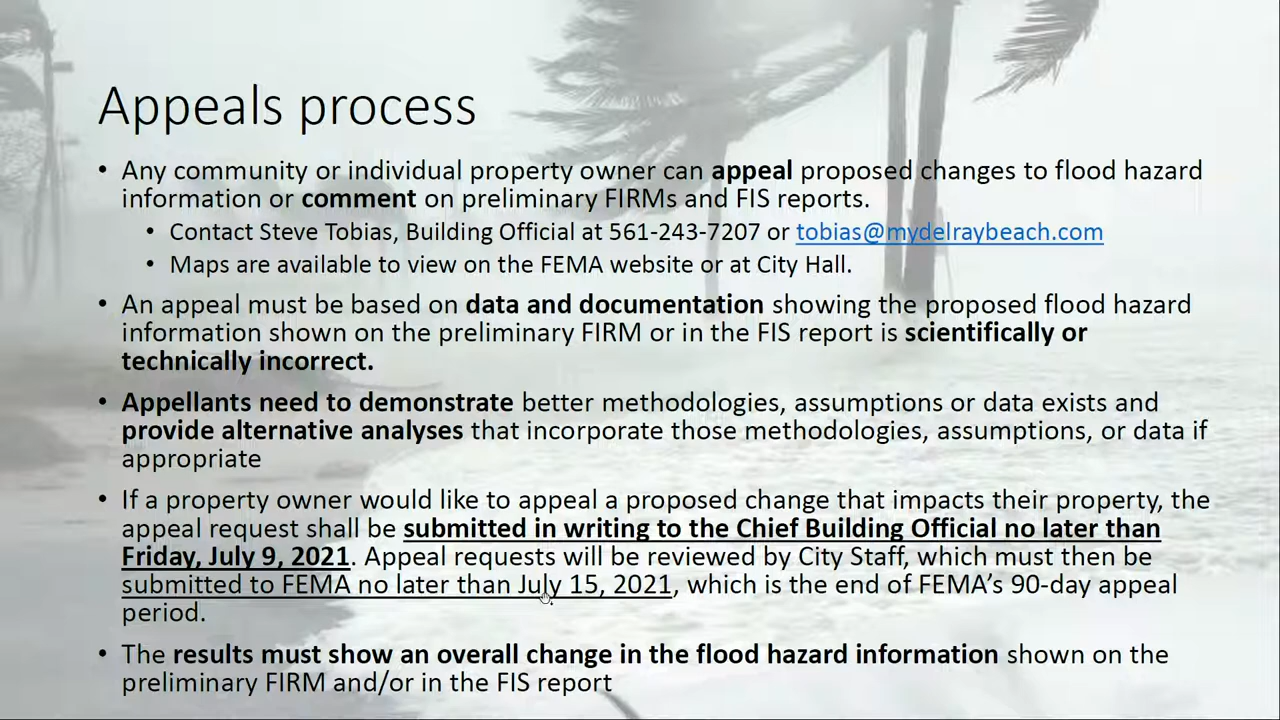 Appeals process
• Any community or individual property owner can appeal proposed changes to flood hazard
information or comment on preliminary FIRMs and FIS reports.
• Contact Steve Tobias, Building Official at 561-243-7207 or tobias@mydelraybeach.com
• Maps are available to view on the FEMA website or at City Hall.
• An appeal must be based on data and documentation showing the proposed flood hazard
information shown on the preliminary FIRM or in the FIS report is scientifically or
technically incorrect.
• Appellants need to demonstrate better methodologies, assumptions or data exists and
provide alternative analyses that incorporate those methodologies, assumptions, or data if
appropriate
• If a property owner would like to appeal a proposed change that impacts their property, the
appeal request shall be submitted in writing to the Chief Building Official no later than
Friday, July 9, 2021. Appeal requests will be reviewed by City Staff, which must then be
submitted to FEMA no later than July 15, 2021, which is the end of FEMA’s 90-day appeal
period.
• The results must show an overall change in the flood hazard information shown on the
preliminary FIRM and/or in the FIS report